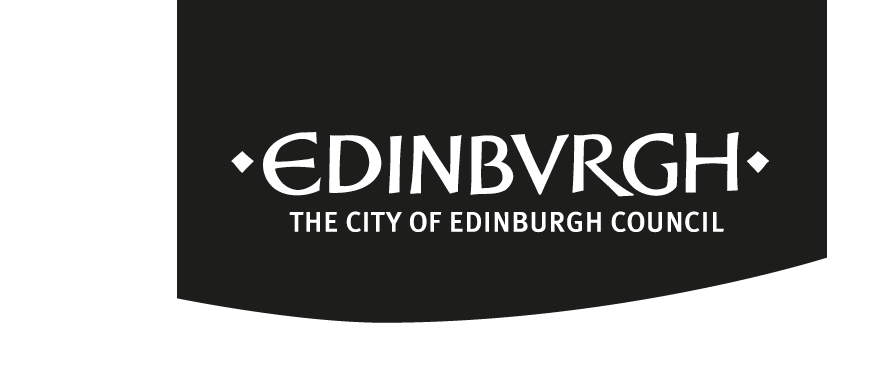 EDINBVRGH
THE CITY OF EDINBURGH COUNCIL